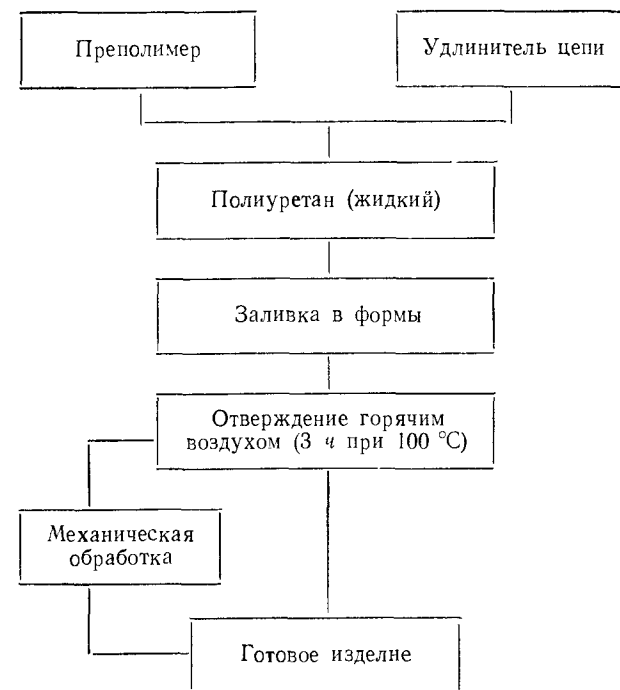 Преполимер
Удлинитель цепи
Полиуретан (жидкий)
Заливка в формы
Отверждение горячим
воздухом (3 ч при 100 °С)
Механическая
обработка
Готовое изделие